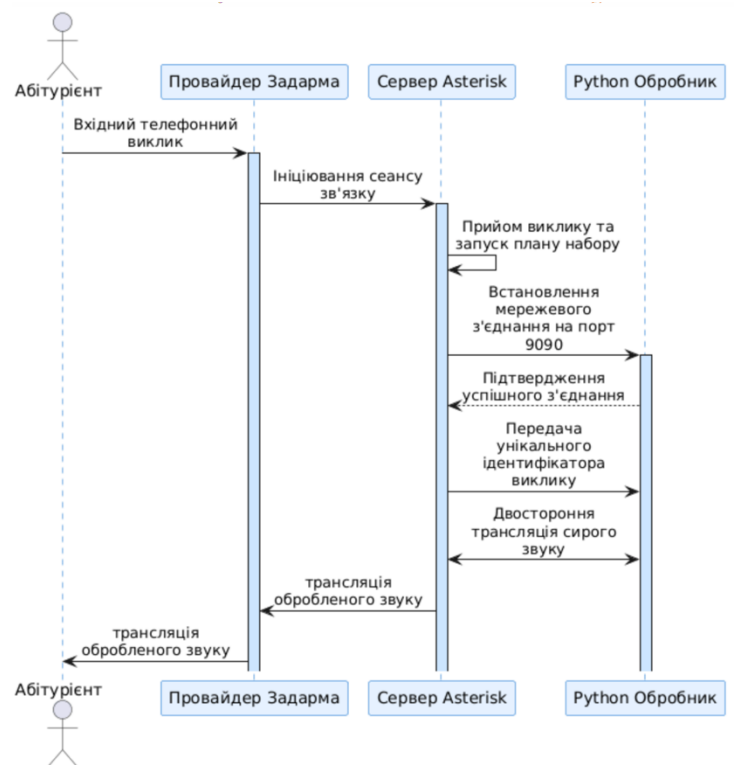 Абітурієнт
Провайдер Задарма
Сервер Asterisk
Python Обробник
Вхідний телефонний
виклик
Ініціювання сеансу
зв'язку
Прийом виклику та
запуск плану набору
Встановлення
мережевого
з'єднання на порт
9090
Підтвердження
успішного з'єднання
Передача
унікального
ідентифікатора
виклику
Двостороння
трансляція сирого
звуку
трансляція
обробленого звуку
трансляція
обробленого звуку
Абітурієнт
Провайдер Задарма
Сервер Asterisk
Python Обробник